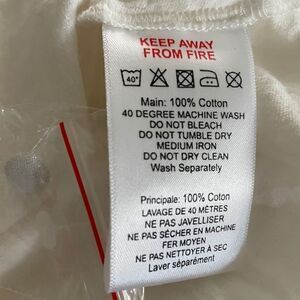 KEEP AWAY
FROM FIRE
40°
Main: 100% Cotton
40 DEGREE MACHINE WASH
DO NOT BLEACH
DO NOT TUMBLE DRY
MEDIUM IRON
DO NOT DRY CLEAN
Wash Separately
Principale: 100% Coton
LAVAGE DE 40 MÈTRES
NE PAS JAVELLISER
NE PAS SÉCHER EN MACHINE
FER MOYEN
NE PAS NETTOYER À SEC
Laver sèparèment